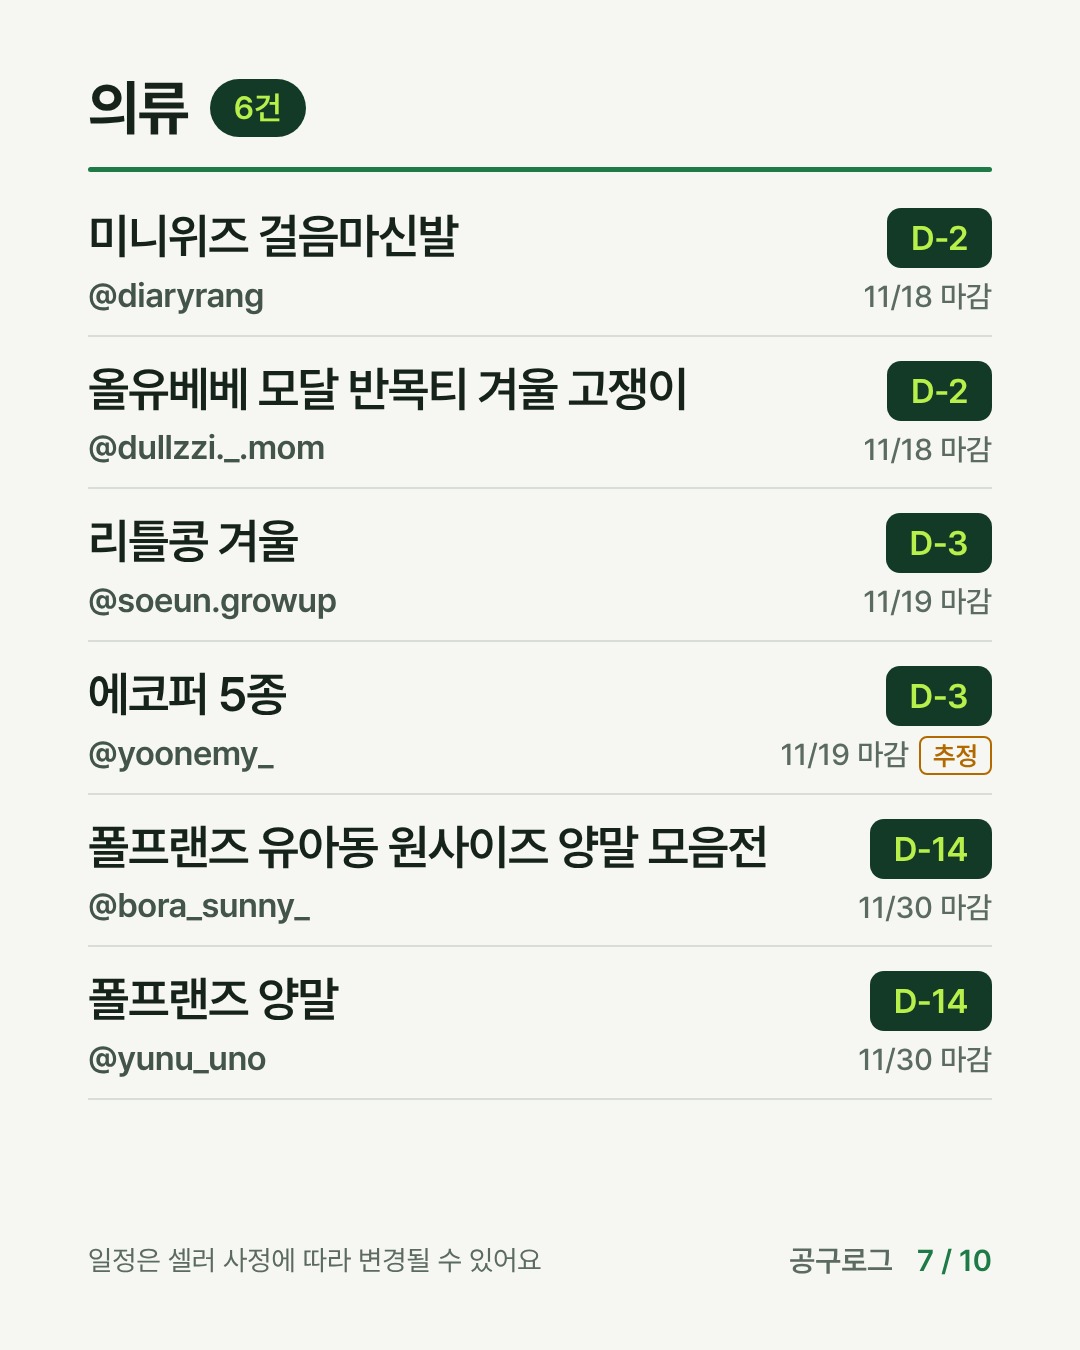 의류 6건
미니위즈 걸음마신발 D-2
@diaryrang 11/18 마감
올유베베 모달 반목티 겨울 고쟁이 D-2
@dullzzi._.mom 11/18 마감
리틀콩 겨울 D-3
@soeun.growup 11/19 마감
에코퍼 5종 D-3
@yoonemy_ 11/19 마감 추정
폴프랜즈 유아동 원사이즈 양말 모음전 D-14
@bora_sunny_ 11/30 마감
폴프랜즈 양말 D-14
@yunu_uno 11/30 마감
일정은 셀러 사정에 따라 변경될 수 있어요 공구로그 7 / 10